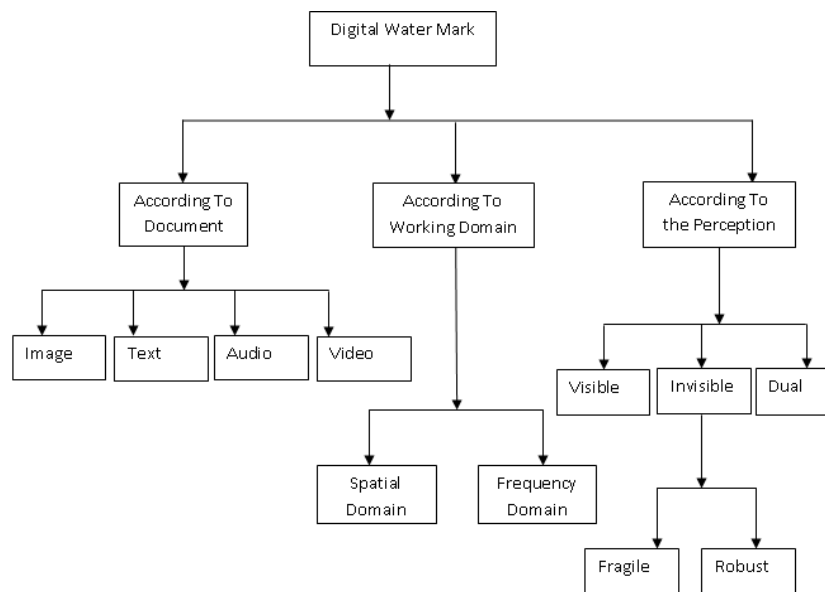 Digital Water Mark
According To
Document
According To
Working Domain
According To
the Perception
Image
Text
Audio
Video
Visible
Invisible
Dual
Spatial
Domain
Frequency
Domain
Fragile
Robust